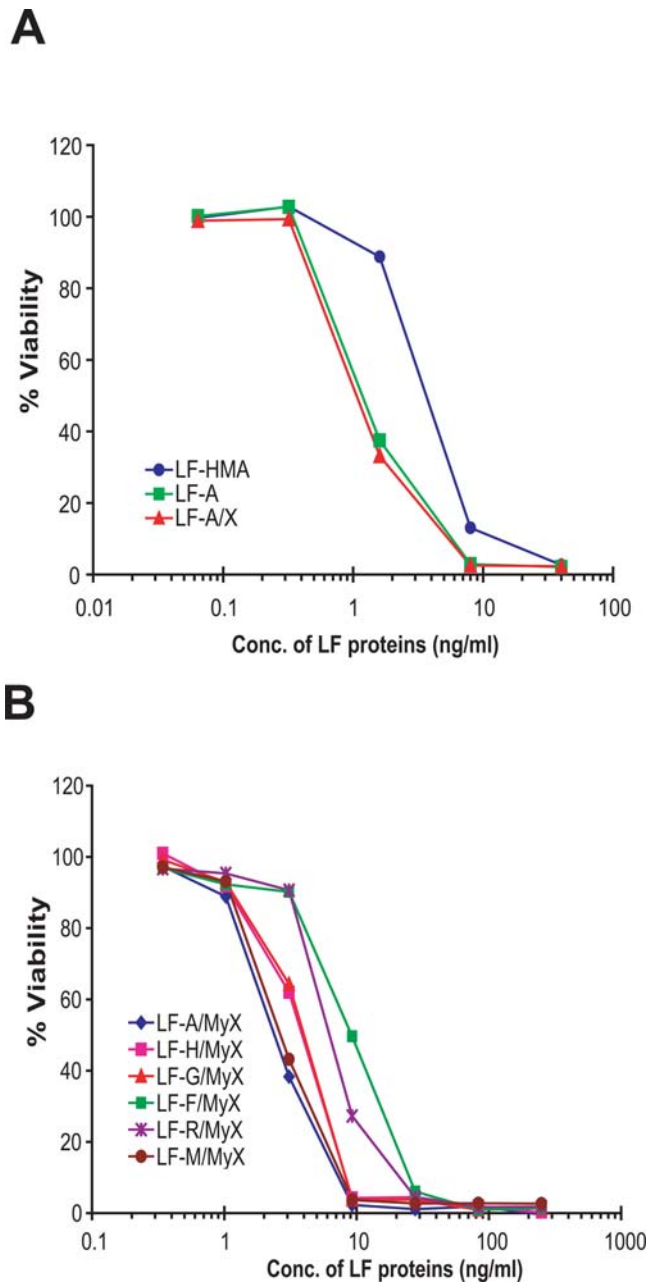 A
120
100
80
60
40
20
0
% Viability
LF-HMA
LF-A
LF-A/X
0.01 0.1 1 10 100
Conc. of LF proteins (ng/ml)
B
120
100
80
60
40
20
0
% Viability
LF-A/MyX
LF-H/MyX
LF-G/MyX
LF-F/MyX
LF-R/MyX
LF-M/MyX
0.1 1 10 100 1000
Conc. of LF proteins (ng/ml)